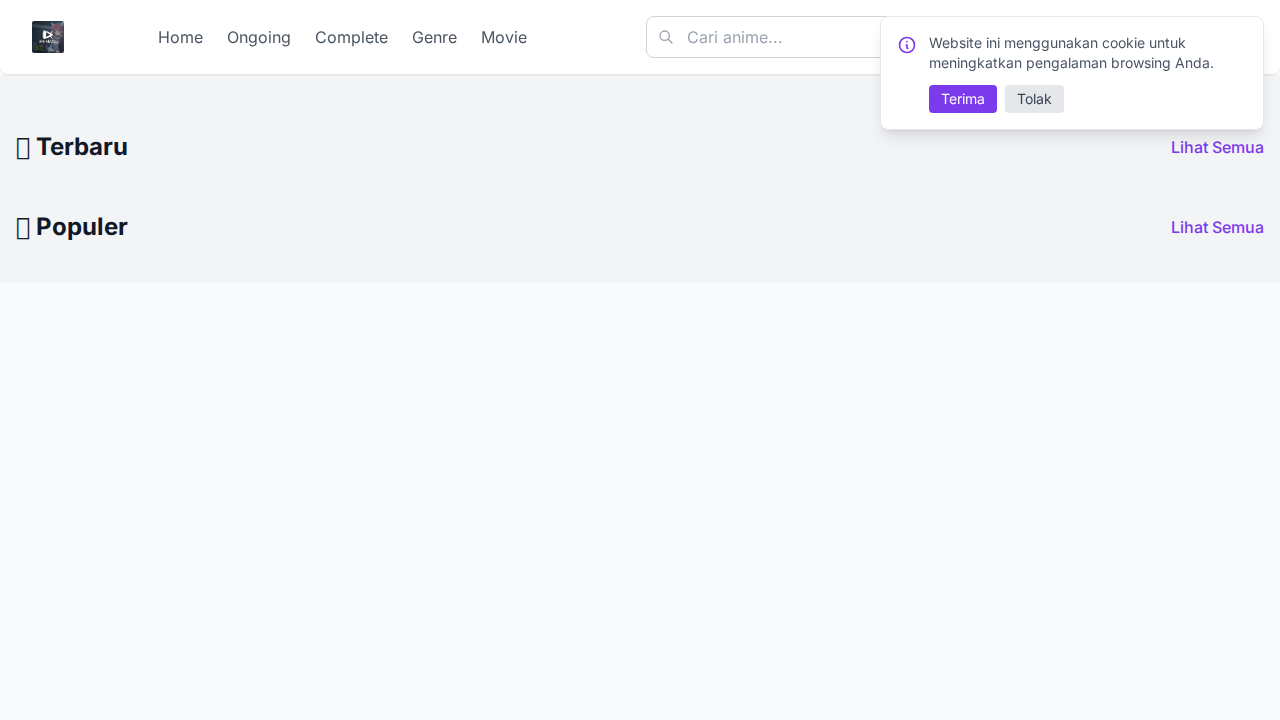 Home
Ongoing
Complete
Genre
Movie
Cari anime...
Website ini menggunakan cookie untuk
meningkatkan pengalaman browsing Anda.
Terima
Tolak
Terbaru
Lihat Semua
Populer
Lihat Semua